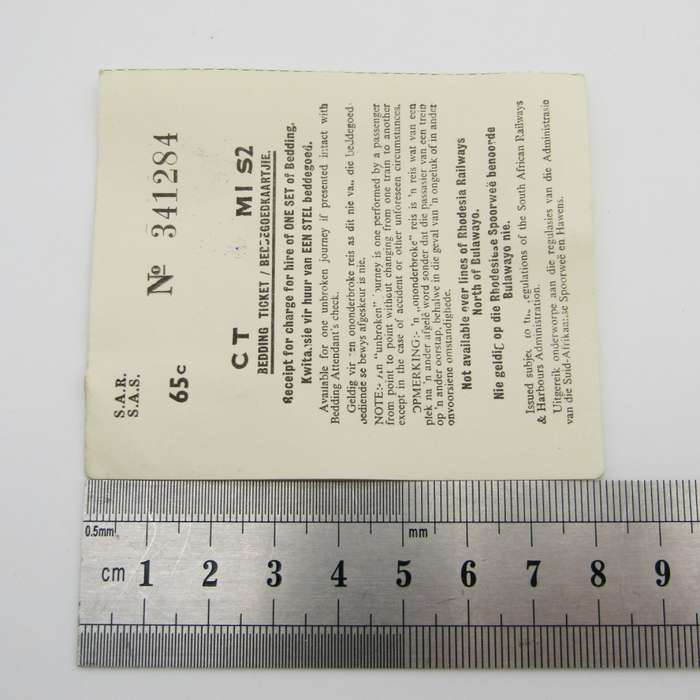 S.A.R.
S.A.S.
65c
Nº 341284
CT MI S2
BEDDING TICKET / BEDDEGOEDKAARTJIE.
Receipt for charge for hire of ONE SET of Bedding.
Kwitansie vir huur van EEN STEL beddegoed.
Available for one unbroken journey if presented intact with
Bedding Attendant's check.
Geldig vir een ononderbroke reis as dit nie van die beddegoed-
bediende se bewys afgeskeur is nie.
NOTE:- An "unbroken" journey is one performed by a passenger
from point to point without changing from one train to another
except in the case of accident or other unforeseen circumstances.
OPMERKING:- 'n „ononderbroke" reis is 'n reis wat van een
plek na 'n ander afgelê word sonder dat die passasier van een trein
op 'n ander oorstap, behalwe in die geval van 'n ongeluk of in ander
onvoorsiene omstandighede.
Not available over lines of Rhodesia Railways
North of Bulawayo.
Nie geldig op die Rhodesiese Spoorweë benoorde
Bulawayo nie.
Issued subject to the regulations of the South African Railways
& Harbours Administration.
Uitgereik onderworpe aan die regulasies van die Administrasie
van die Suid-Afrikaanse Spoorweë en Hawens.
0.5mm mm
cm 1 2 3 4 5 6 7 8 9